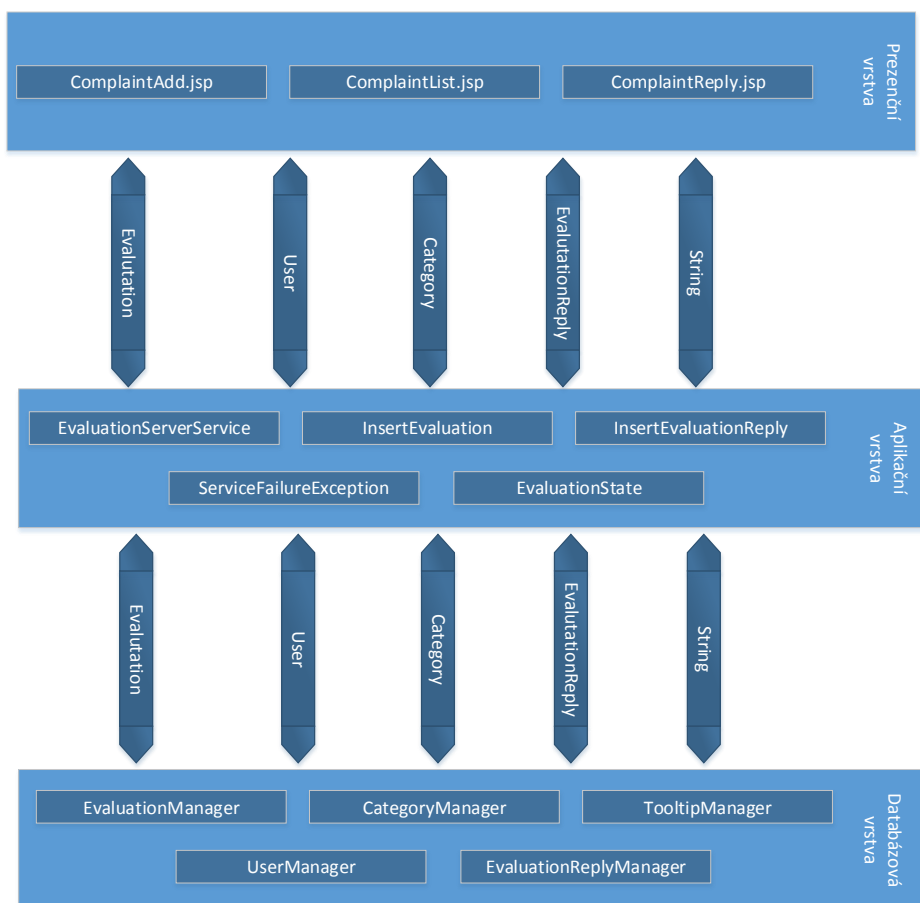 ComplaintAdd.jsp
ComplaintList.jsp
ComplaintReply.jsp
Prezenční
vrstva
Evalutation
User
Category
EvalutationReply
String
EvaluationServerService
InsertEvaluation
InsertEvaluationReply
ServiceFailureException
EvaluationState
Aplikační
vrstva
Evalutation
User
Category
EvalutationReply
String
EvaluationManager
CategoryManager
TooltipManager
UserManager
EvaluationReplyManager
Databázová
vrstva